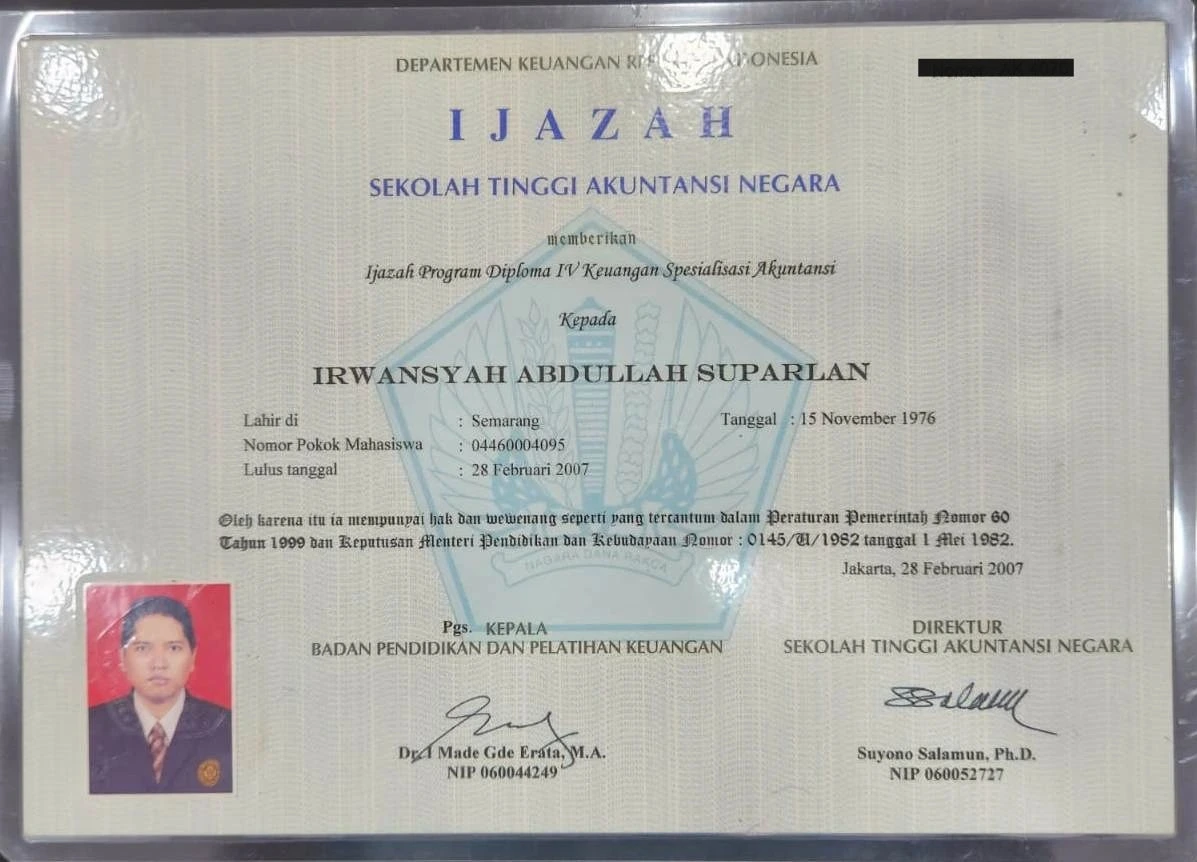 DEPARTEMEN KEUANGAN INDONESIA
IJAZAH
SEKOLAH TINGGI AKUNTANSI NEGARA
memberikan
Ijazah Program Diploma IV Keuangan Spesialisasi Akuntansi
Kepada
IRWANSYAH ABDULLAH SUPARLAN
Lahir di : Semarang Tanggal : 15 November 1976
Nomor Pokok Mahasiswa : 04460004095
Lulus tanggal : 28 Februari 2007
Oleh karena itu ia mempunyai hak dan wewenang seperti yang tercantum dalam Peraturan Pemerintah Nomor 60
Tahun 1999 dan Keputusan Menteri Pendidikan dan Kebudayaan Nomor : 0145/U/1982 tanggal 1 Mei 1982.
NAGARA DANA RAKCA
Jakarta, 28 Februari 2007
Pgs. KEPALA
BADAN PENDIDIKAN DAN PELATIHAN KEUANGAN
Dr. I Made Gde Erata, M.A.
NIP 060044249
DIREKTUR
SEKOLAH TINGGI AKUNTANSI NEGARA
Suyono Salamun, Ph.D.
NIP 060052727